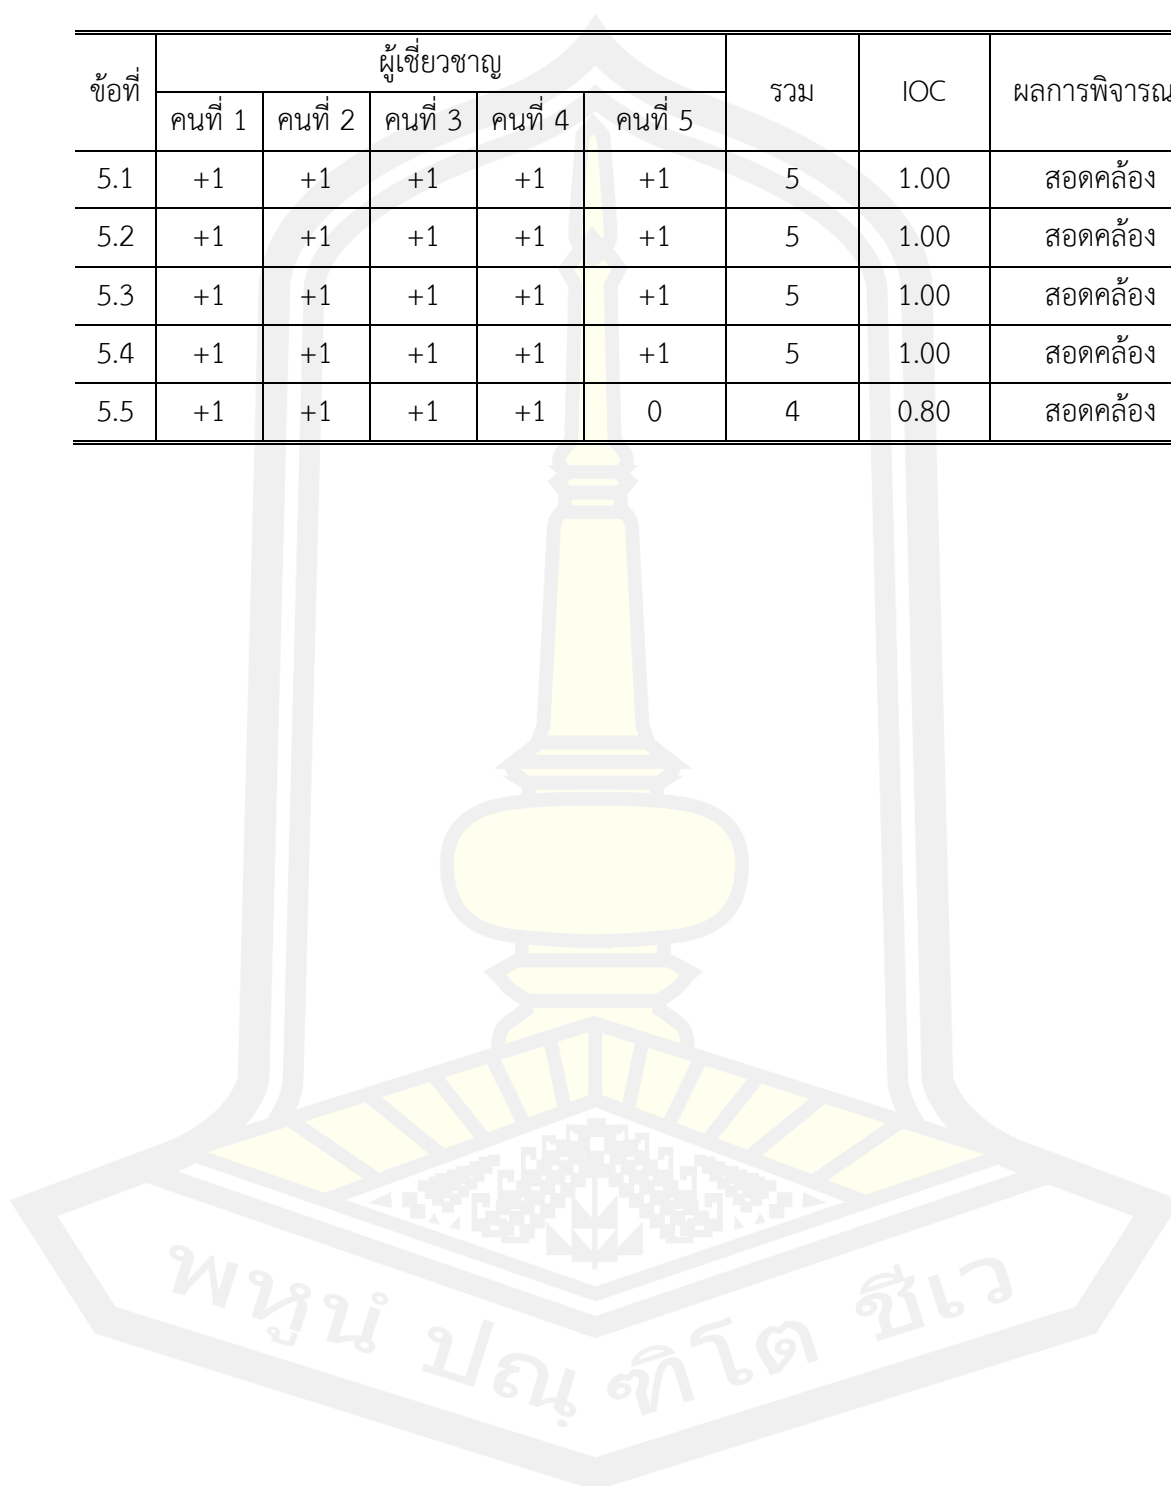 ข้อที่ ผู้เชี่ยวชาญ รวม IOC ผลการพิจารณ
คนที่ 1 คนที่ 2 คนที่ 3 คนที่ 4 คนที่ 5
5.1 +1 +1 +1 +1 +1 5 1.00 สอดคล้อง
5.2 +1 +1 +1 +1 +1 5 1.00 สอดคล้อง
5.3 +1 +1 +1 +1 +1 5 1.00 สอดคล้อง
5.4 +1 +1 +1 +1 +1 5 1.00 สอดคล้อง
5.5 +1 +1 +1 +1 0 4 0.80 สอดคล้อง
พหูนํ ปณฺฑิโต ชีเว